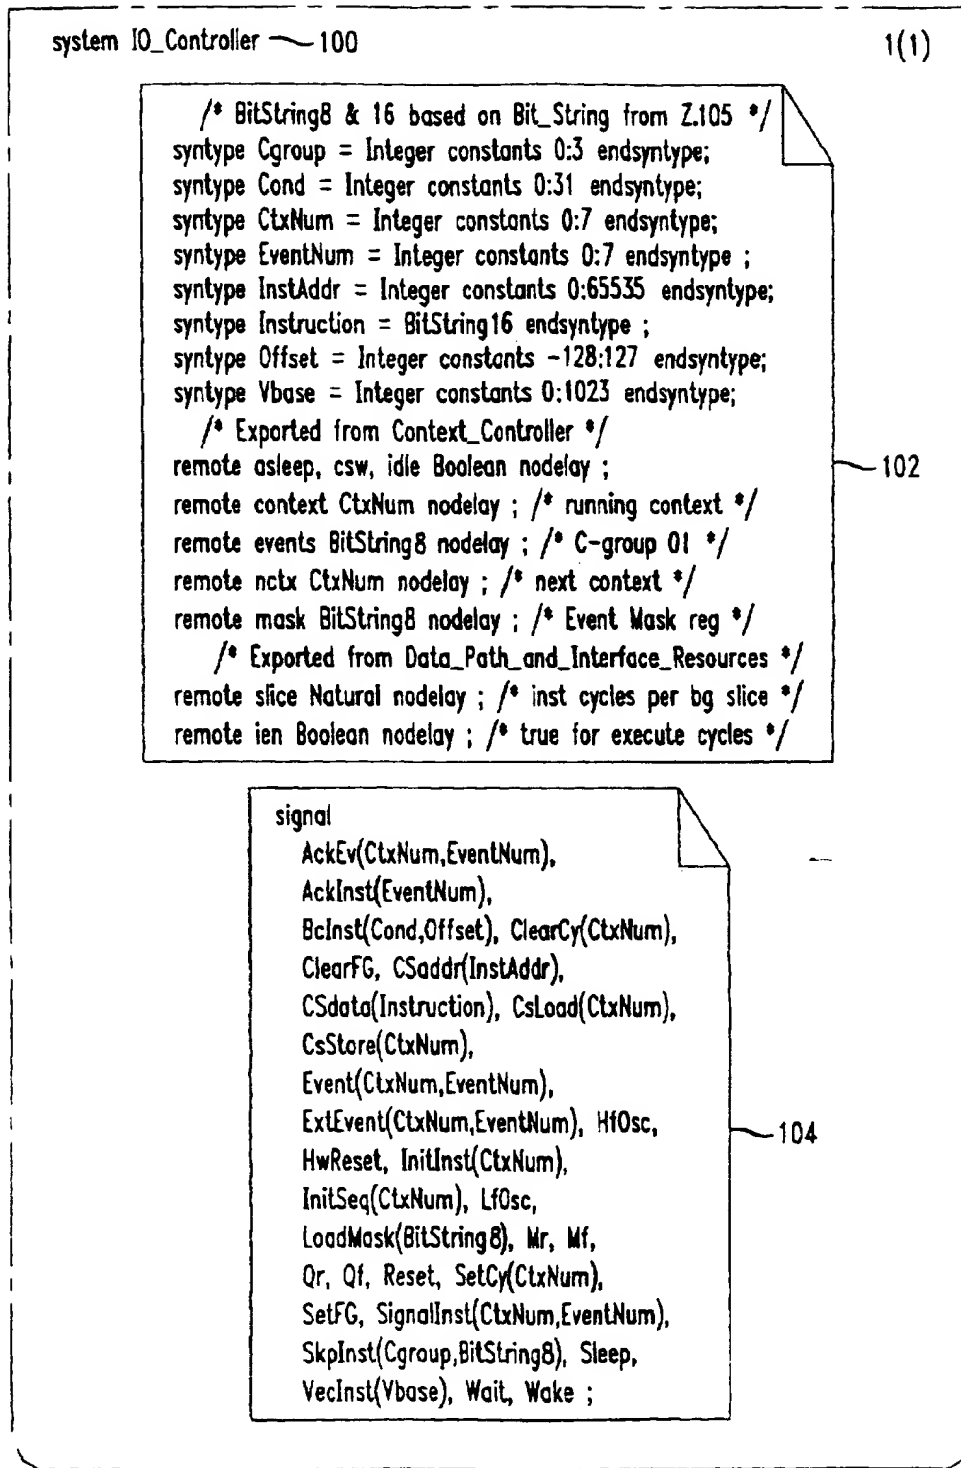 system IO_Controller 100 1(1)
/* BitString8 & 16 based on Bit_String from Z.105 */
syntype Cgroup = Integer constants 0:3 endsyntype;
syntype Cond = Integer constants 0:31 endsyntype;
syntype CtxNum = Integer constants 0:7 endsyntype;
syntype EventNum = Integer constants 0:7 endsyntype ;
syntype InstAddr = Integer constants 0:65535 endsyntype;
syntype Instruction = BitString16 endsyntype ;
syntype Offset = Integer constants -128:127 endsyntype;
syntype Vbase = Integer constants 0:1023 endsyntype;
/* Exported from Context_Controller */
remote asleep, csw, idle Boolean nodelay ;
102
remote context CtxNum nodelay ; /* running context */
remote events BitString8 nodelay ; /* C-group 01 */
remote nctx CtxNum nodelay ; /* next context */
remote mask BitString8 nodelay ; /* Event Mask reg */
/* Exported from Data_Path_and_Interface_Resources */
remote slice Natural nodelay ; /* inst cycles per bg slice */
remote ien Boolean nodelay ; /* true for execute cycles */
signal
AckEv(CtxNum,EventNum),
AckInst(EventNum),
BcInst(Cond,Offset), ClearCy(CtxNum),
ClearFG, CSaddr(InstAddr),
CSdata(Instruction), CsLoad(CtxNum),
CsStore(CtxNum),
Event(CtxNum,EventNum),
ExtEvent(CtxNum,EventNum), HfOsc,
104
HwReset, InitInst(CtxNum),
InitSeq(CtxNum), LfOsc,
LoadMask(BitString8), Mr, Mf,
Qr, Qf, Reset, SetCy(CtxNum),
SetFG, SignalInst(CtxNum,EventNum),
SkpInst(Cgroup,BitString8), Sleep,
VecInst(Vbase), Wait, Wake ;